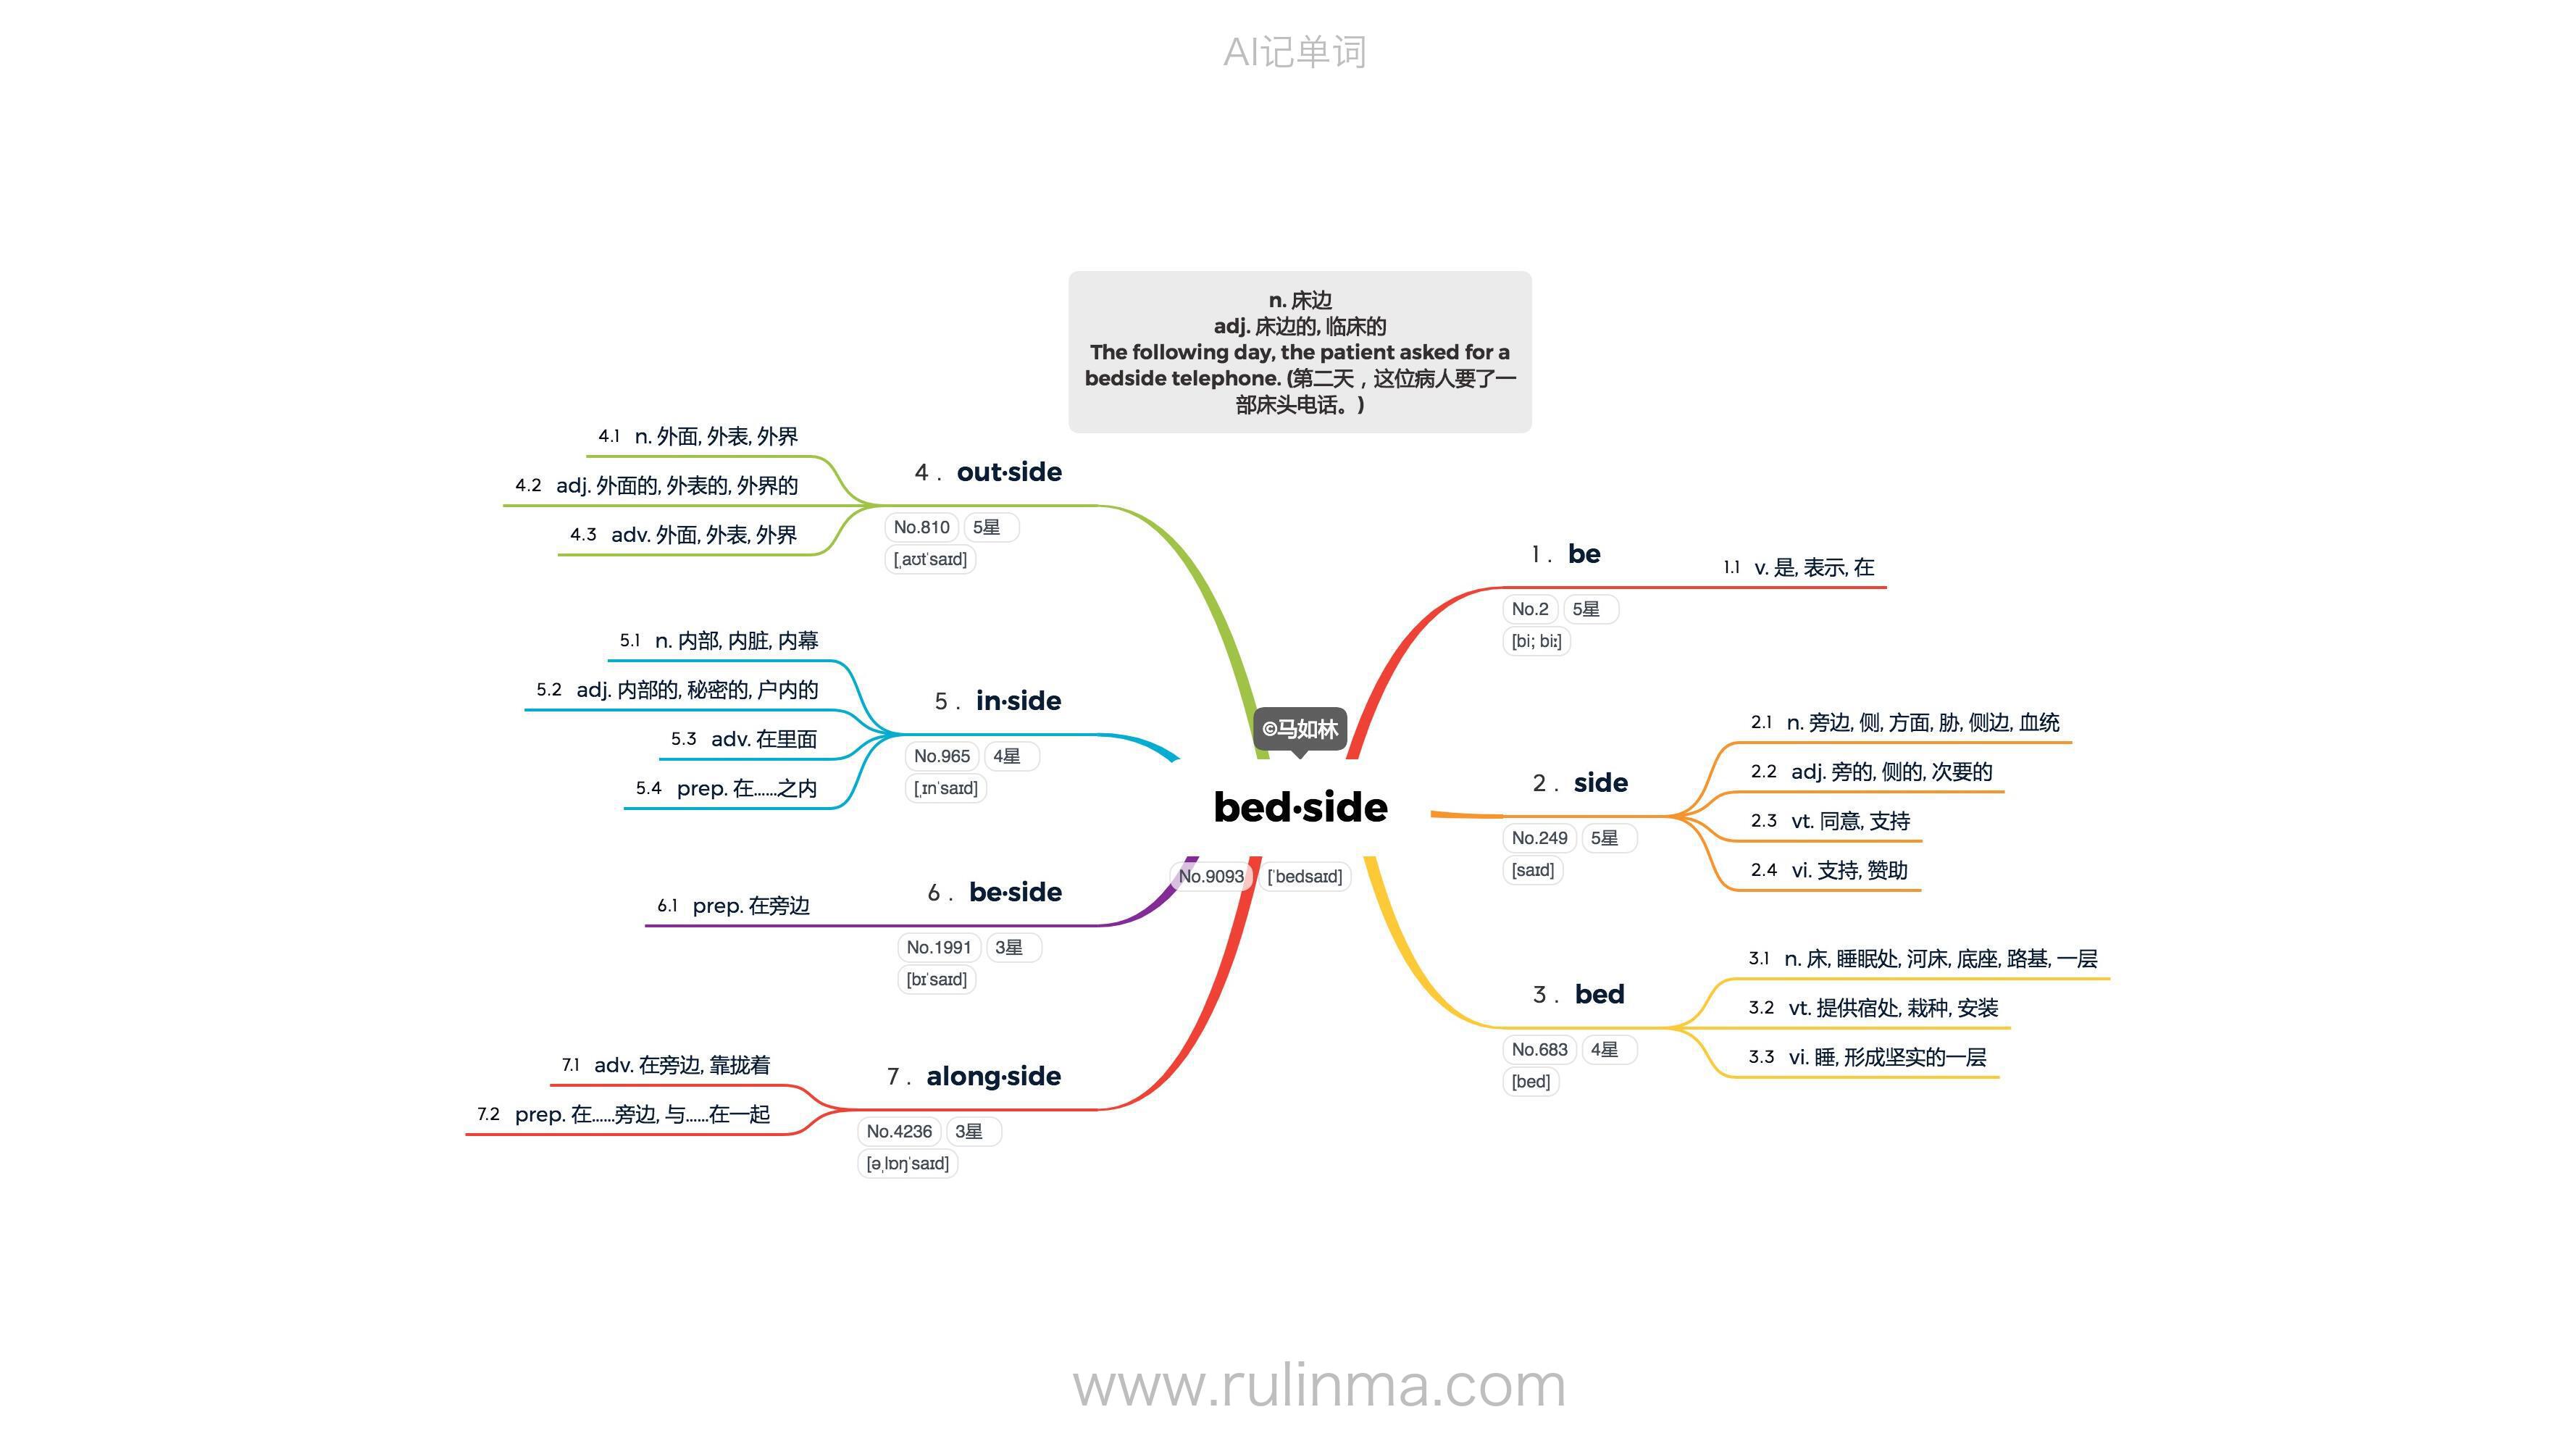 AI记单词
n. 床边
adj. 床边的, 临床的
The following day, the patient asked for a
bedside telephone. (第二天，这位病人要了一
部床头电话。)
©马如林
bed·side
No.9093 [ˈbedsaɪd]
1. be
No.2 5星
[bi; biː]
1.1 v. 是, 表示, 在
2. side
No.249 5星
[saɪd]
2.1 n. 旁边, 侧, 方面, 胁, 侧边, 血统
2.2 adj. 旁的, 侧的, 次要的
2.3 vt. 同意, 支持
2.4 vi. 支持, 赞助
3. bed
No.683 4星
[bed]
3.1 n. 床, 睡眠处, 河床, 底座, 路基, 一层
3.2 vt. 提供宿处, 栽种, 安装
3.3 vi. 睡, 形成坚实的一层
4. out·side
No.810 5星
[ˌaʊtˈsaɪd]
4.1 n. 外面, 外表, 外界
4.2 adj. 外面的, 外表的, 外界的
4.3 adv. 外面, 外表, 外界
5. in·side
No.965 4星
[ˌɪnˈsaɪd]
5.1 n. 内部, 内脏, 内幕
5.2 adj. 内部的, 秘密的, 户内的
5.3 adv. 在里面
5.4 prep. 在……之内
6. be·side
No.1991 3星
[bɪˈsaɪd]
6.1 prep. 在旁边
7. along·side
No.4236 3星
[əˌlɒŋˈsaɪd]
7.1 adv. 在旁边, 靠拢着
7.2 prep. 在……旁边, 与……在一起
www.rulinma.com